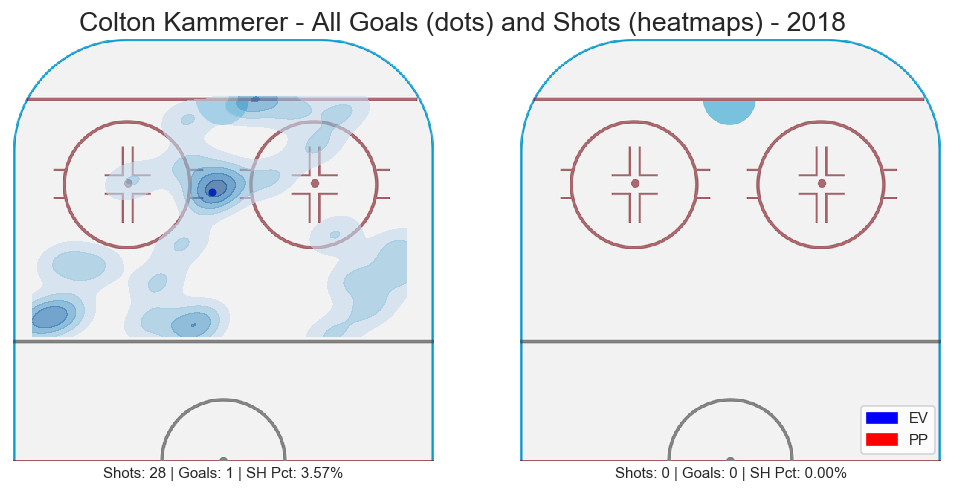 Colton Kammerer - All Goals (dots) and Shots (heatmaps) - 2018
EV
PP
Shots: 28 | Goals: 1 | SH Pct: 3.57%
Shots: 0 | Goals: 0 | SH Pct: 0.00%